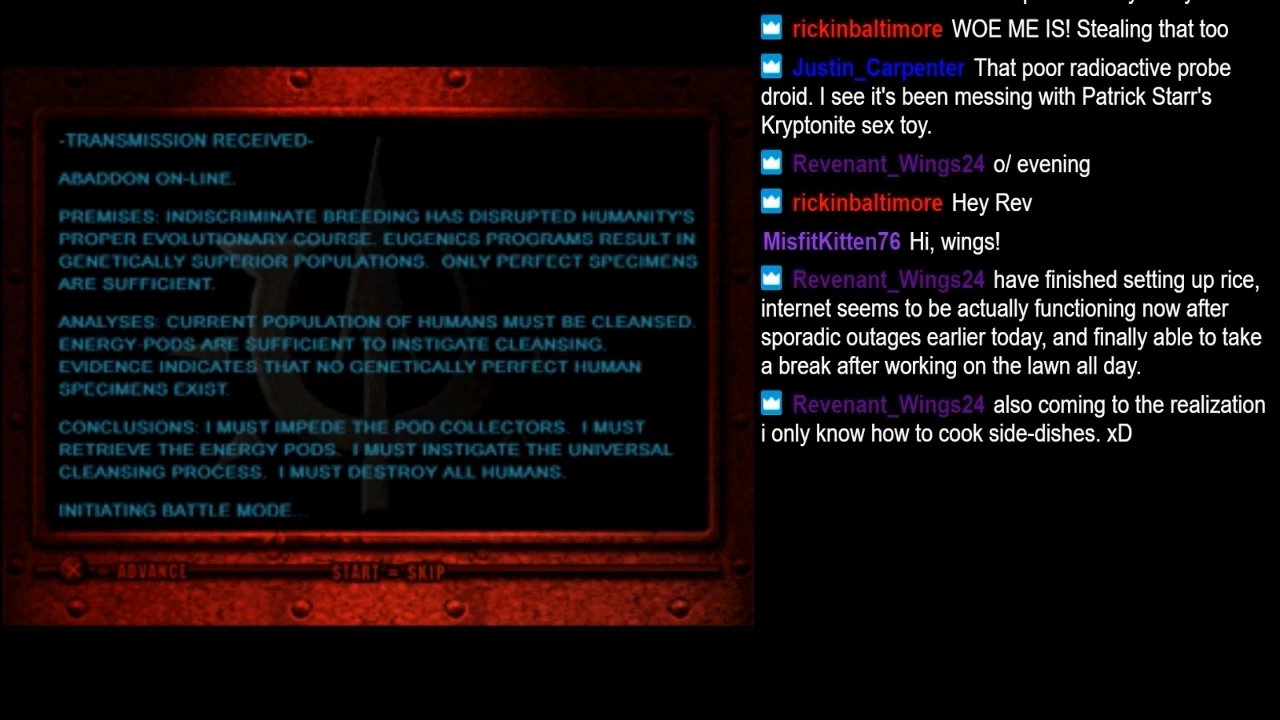 -TRANSMISSION RECEIVED-
ABADDON ON-LINE.
PREMISES: INDISCRIMINATE BREEDING HAS DISRUPTED HUMANITY'S
PROPER EVOLUTIONARY COURSE. EUGENICS PROGRAMS RESULT IN
GENETICALLY SUPERIOR POPULATIONS. ONLY PERFECT SPECIMENS
ARE SUFFICIENT.
ANALYSES: CURRENT POPULATION OF HUMANS MUST BE CLEANSED.
ENERGY-PODS ARE SUFFICIENT TO INSTIGATE CLEANSING.
EVIDENCE INDICATES THAT NO GENETICALLY PERFECT HUMAN
SPECIMENS EXIST.
CONCLUSIONS: I MUST IMPEDE THE POD COLLECTORS. I MUST
RETRIEVE THE ENERGY PODS. I MUST INSTIGATE THE UNIVERSAL
CLEANSING PROCESS. I MUST DESTROY ALL HUMANS.
INITIATING BATTLE MODE...
= ADVANCE
START = SKIP
rickinbaltimore WOE ME IS! Stealing that too
Justin_Carpenter That poor radioactive probe
droid. I see it's been messing with Patrick Starr's
Kryptonite sex toy.
Revenant_Wings24 o/ evening
rickinbaltimore Hey Rev
MisfitKitten76 Hi, wings!
Revenant_Wings24 have finished setting up rice,
internet seems to be actually functioning now after
sporadic outages earlier today, and finally able to take
a break after working on the lawn all day.
Revenant_Wings24 also coming to the realization
i only know how to cook side-dishes. xD